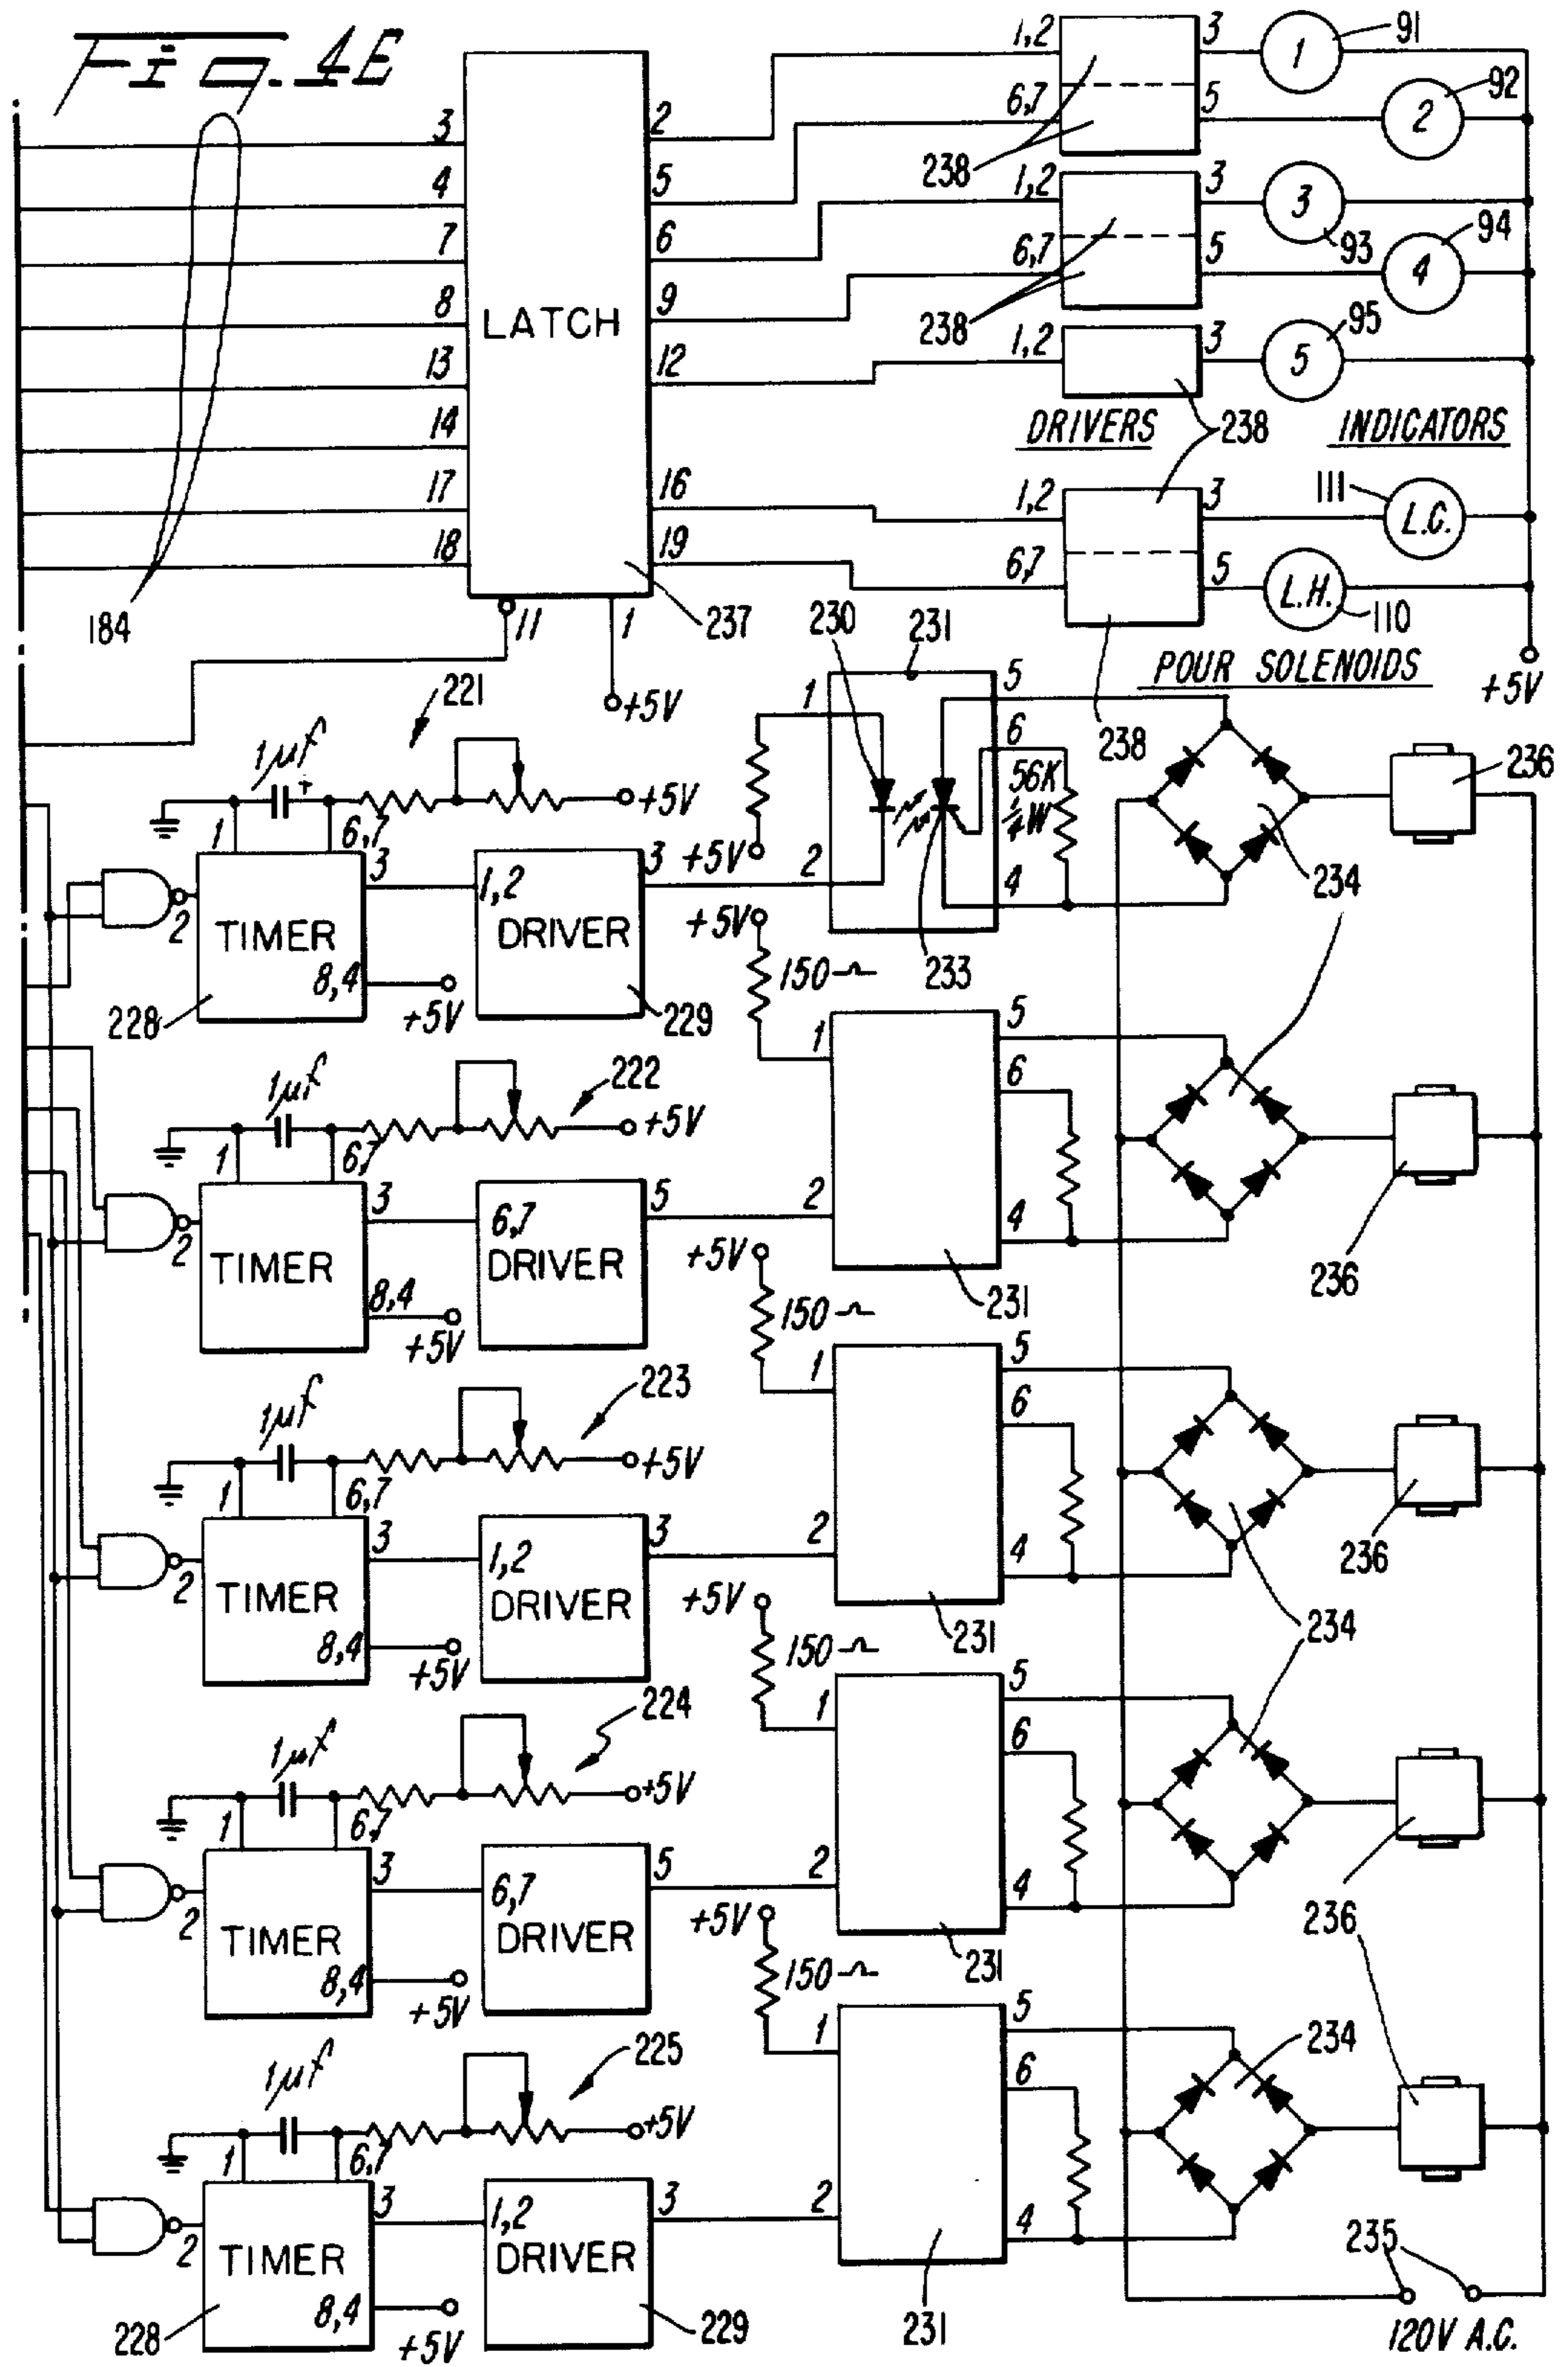 Fig. 4E
1,2 3 1 91
6,7 5 2 92
238
3 2
4 5
7 6
8 9
13 12
14
17 16
18 19
LATCH
1,2 3 3 93
6,7 5 4 94
238
1,2 3 5 95
DRIVERS 238 INDICATORS
1,2 3 L.C. 111
6,7 5 L.H. 110
184
11 1 237
+5V
238
+5V
POUR SOLENOIDS
221
1µf +
1 6,7
+5V
230 231
1 5
6
56K
1/4W
+5V
2 4
233
234
236
2 TIMER 3
8,4
+5V
228
1,2 DRIVER 3
229
+5V
150
1 5
6
222
1µf
1 6,7
+5V
2 TIMER 3
8,4
+5V
6,7 DRIVER 5
2 4
231
236
+5V
150
1 5
6
223
1µf
1 6,7
+5V
2 TIMER 3
8,4
+5V
1,2 DRIVER 3
2 4
231
236
234
+5V
150
1 5
6
224
1µf
1 6,7
+5V
2 TIMER 3
8,4
+5V
6,7 DRIVER 5
2 4
231
236
+5V
150
1 5
6
234
225
1µf
1 6,7
+5V
2 TIMER 3
8,4
+5V
228
1,2 DRIVER 3
229
2 4
231
235
120V A.C.